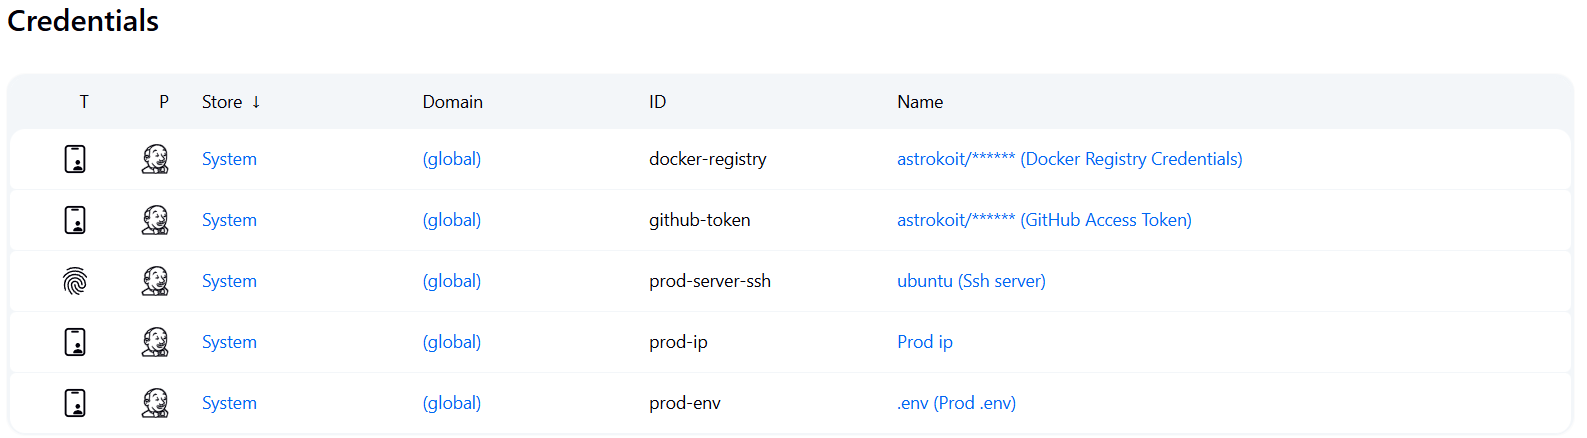 Credentials
T P Store ↓ Domain ID Name
System (global) docker-registry astrokoit/****** (Docker Registry Credentials)
System (global) github-token astrokoit/****** (GitHub Access Token)
System (global) prod-server-ssh ubuntu (Ssh server)
System (global) prod-ip Prod ip
System (global) prod-env .env (Prod .env)